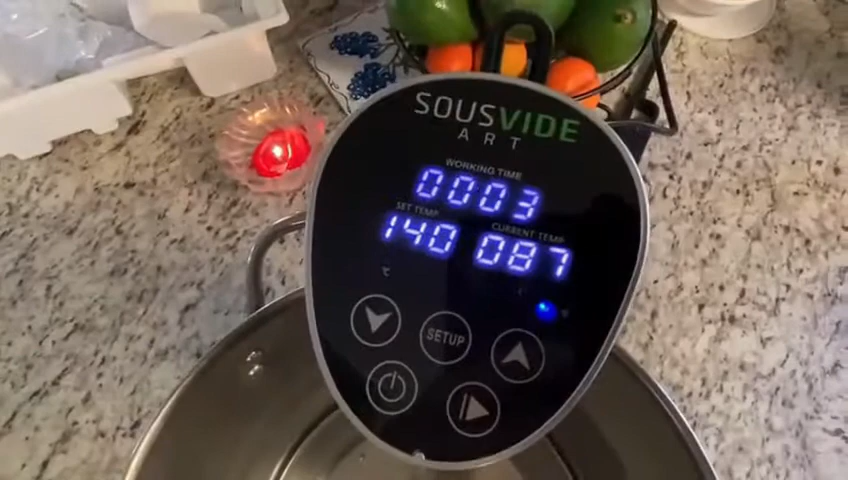 SOUSVIDE
ART
WORKING TIME
0003
SET TEMP
CURRENT TEMP
140 087
°C
SETUP